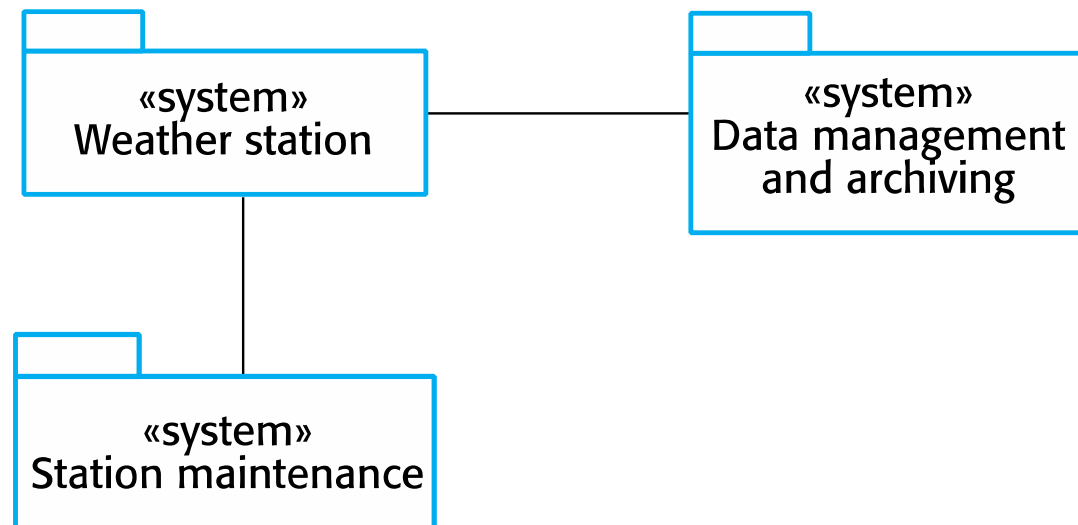 «system»
Weather station
«system»
Data management
and archiving
«system»
Station maintenance